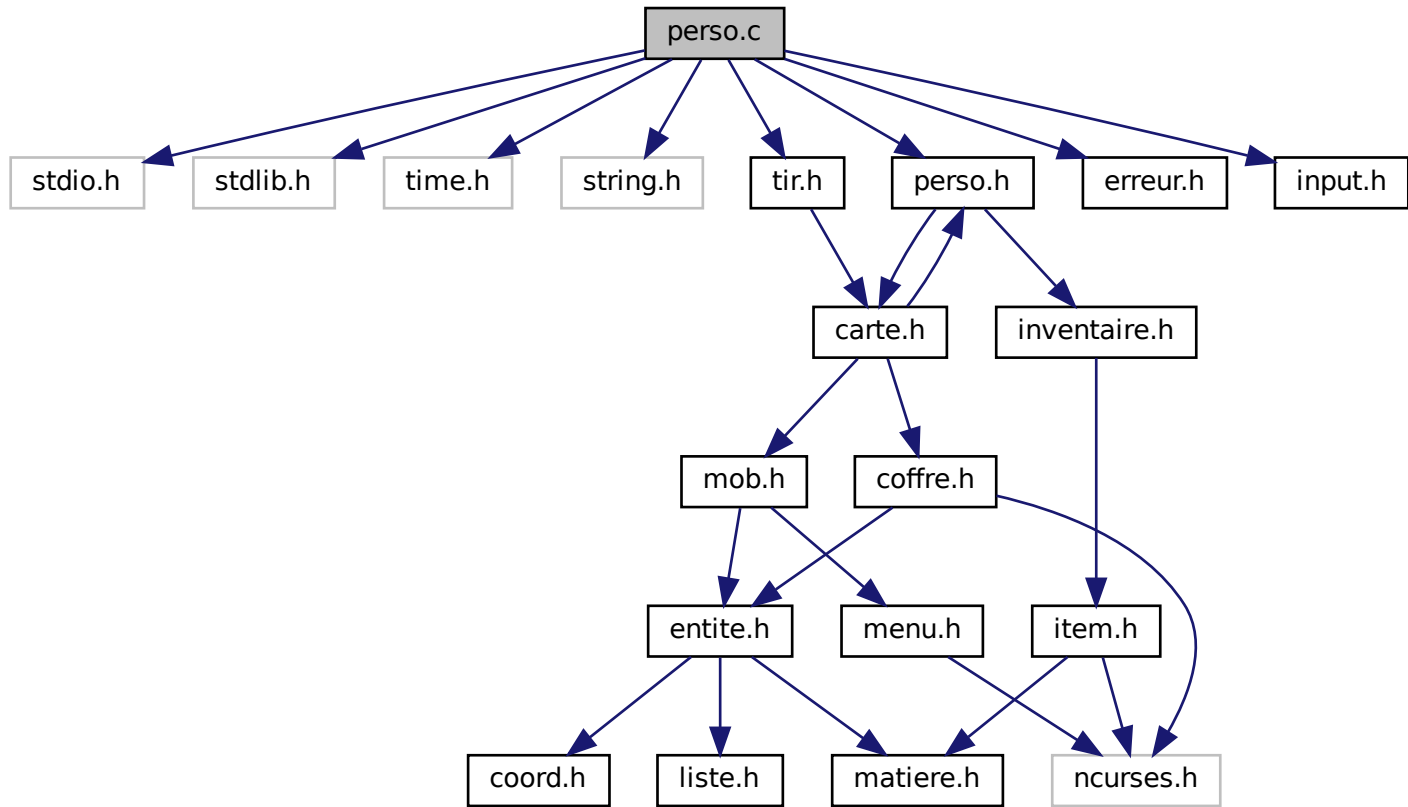 perso.c
stdio.h
stdlib.h
time.h
string.h
tir.h
perso.h
erreur.h
input.h
carte.h
inventaire.h
mob.h
coffre.h
entite.h
menu.h
item.h
coord.h
liste.h
matiere.h
ncurses.h